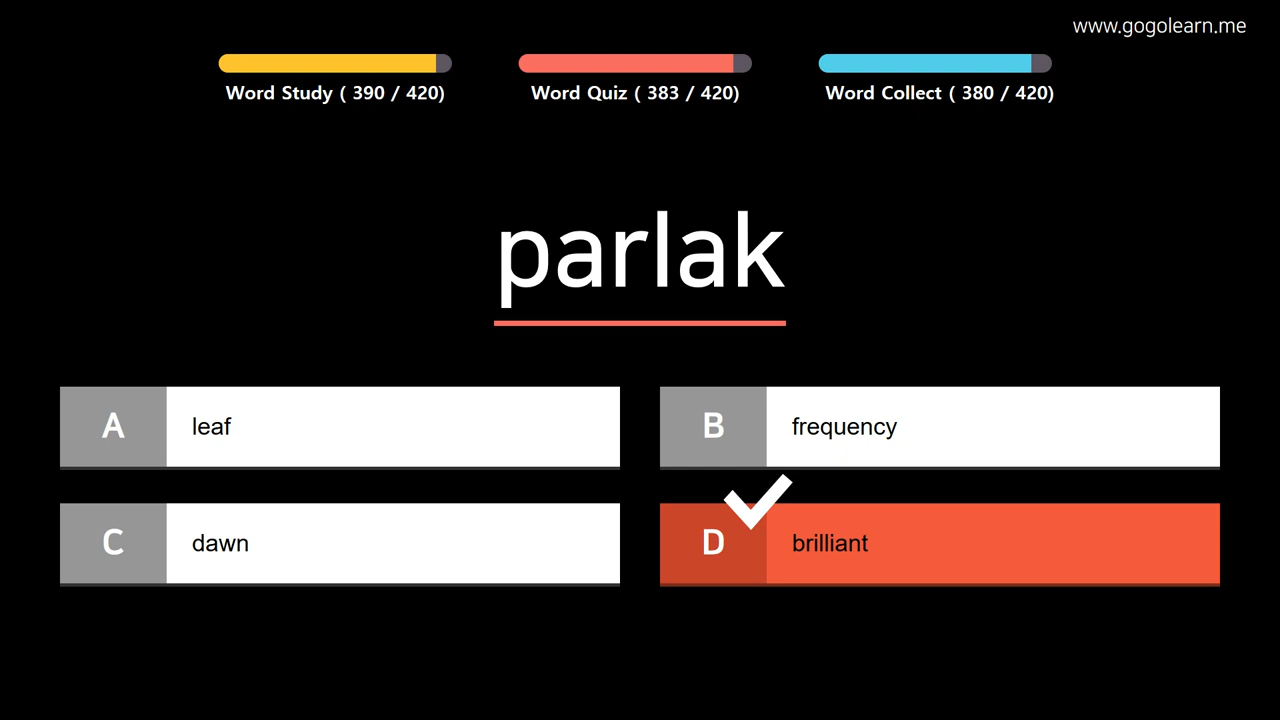 www.gogolearn.me
Word Study ( 390 / 420)
Word Quiz ( 383 / 420)
Word Collect ( 380 / 420)
parlak
A leaf
B frequency
C dawn
D brilliant